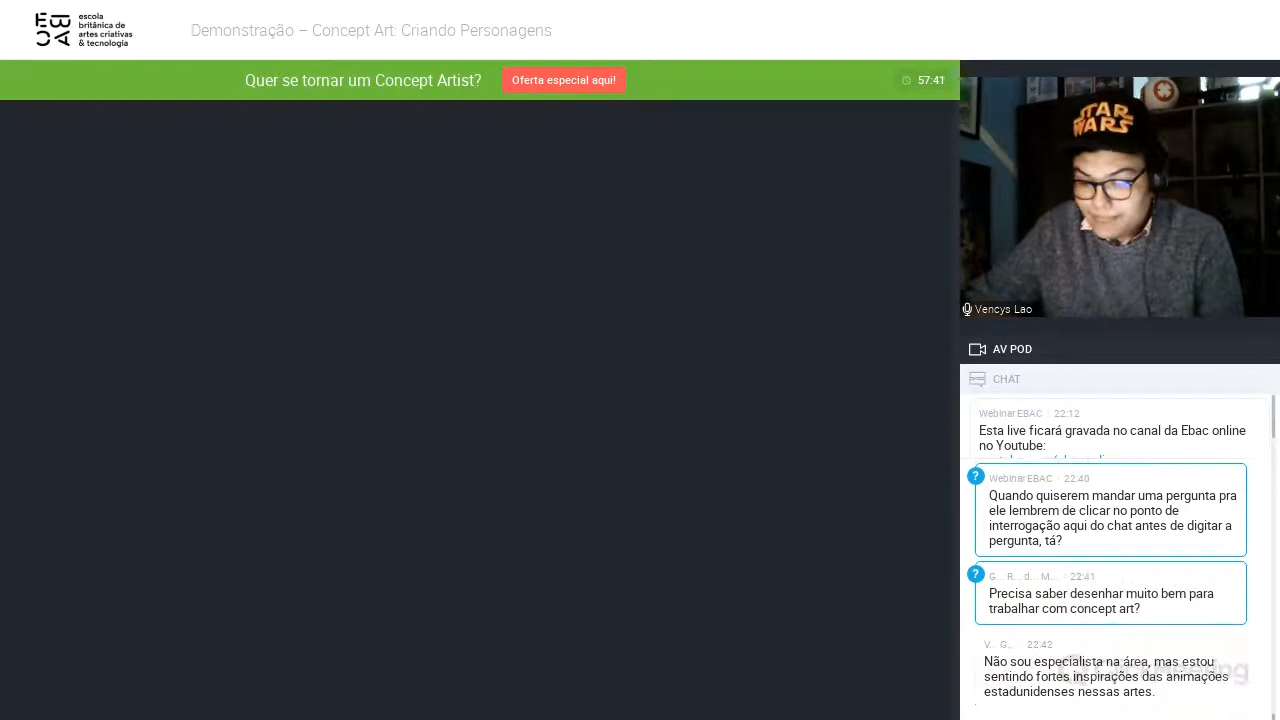 escola
britânica de
artes criativas
& tecnologia
EBAC
Demonstração – Concept Art: Criando Personagens
Quer se tornar um Concept Artist?
Oferta especial aqui!
57:41
STAR
WARS
Vencys Lao
AV POD
CHAT
Webinar EBAC | 22:12
Esta live ficará gravada no canal da Ebac online
no Youtube:
?
Webinar EBAC | 22:40
Quando quiserem mandar uma pergunta pra
ele lembrem de clicar no ponto de
interrogação aqui do chat antes de digitar a
pergunta, tá?
?
G... R... d... M... | 22:41
Precisa saber desenhar muito bem para
trabalhar com concept art?
V... G... 22:42
Não sou especialista na área, mas estou
sentindo fortes inspirações das animações
estadunidenses nessas artes.